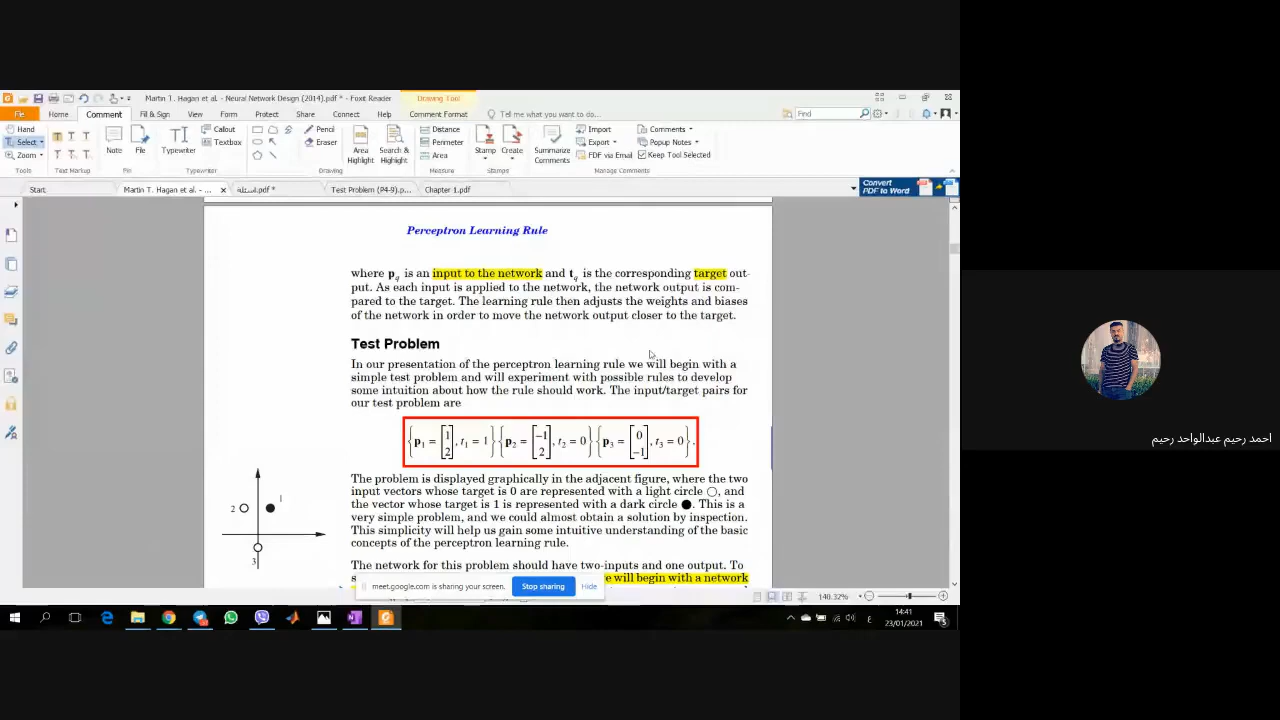 Martin T. Hagan et al. - Neural Network Design (2014).pdf * - Foxit Reader
Drawing Tool
File Home Comment Fill & Sign View Form Protect Share Connect Help Comment Format Tell me what you want to do... Find
Hand
Select
Zoom
Tools
Text Markup
Note
File
Typewriter
Callout
Textbox
Typewriter
Pencil
Eraser
Drawing
Area Highlight
Search & Highlight
Distance
Perimeter
Area
Measure
Stamp
Create
Stamps
Summarize Comments
Import
Export
FDF via Email
Comments
Popup Notes
Keep Tool Selected
Manage Comments
Start
Martin T. Hagan et al. - ...
Test Problem (P4-9).p...
Chapter 1.pdf
Convert PDF to Word
Perceptron Learning Rule
where p_q is an input to the network and t_q is the corresponding target out-
put. As each input is applied to the network, the network output is com-
pared to the target. The learning rule then adjusts the weights and biases
of the network in order to move the network output closer to the target.
Test Problem
In our presentation of the perceptron learning rule we will begin with a
simple test problem and will experiment with possible rules to develop
some intuition about how the rule should work. The input/target pairs for
our test problem are
{p₁ = [1 2], t₁ = 1} {p₂ = [−1 2], t₂ = 0} {p₃ = [0 −1], t₃ = 0}.
The problem is displayed graphically in the adjacent figure, where the two
input vectors whose target is 0 are represented with a light circle ○, and
the vector whose target is 1 is represented with a dark circle ●. This is a
very simple problem, and we could almost obtain a solution by inspection.
This simplicity will help us gain some intuitive understanding of the basic
concepts of the perceptron learning rule.
1
2
3
The network for this problem should have two-inputs and one output. To
e will begin with a network
meet.google.com is sharing your screen. Stop sharing Hide
140.32%
14:41
23/01/2021
احمد رحيم عبدالواحد رحيم